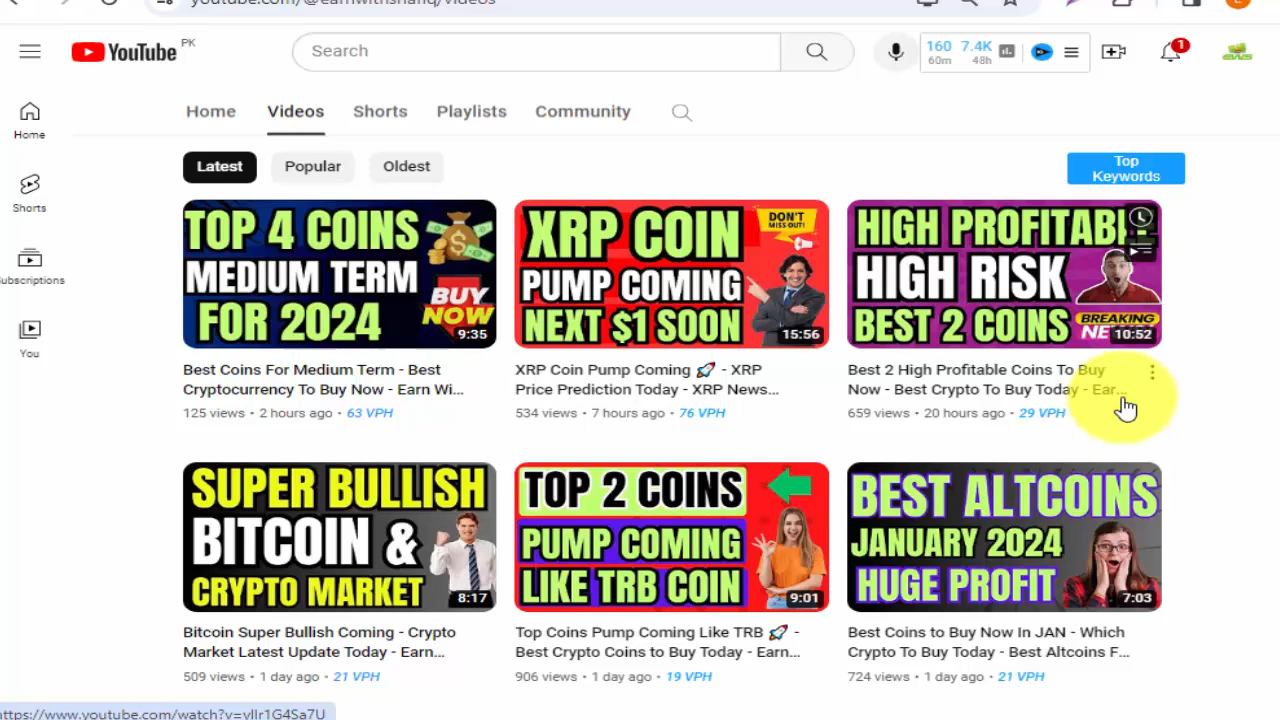 youtube.com/@earnwithshafiq/videos
YouTube PK
Search
160 7.4K
60m 48h
1
Home Videos Shorts Playlists Community
Home
Shorts
Subscriptions
You
Latest Popular Oldest
Top
Keywords
TOP 4 COINS
MEDIUM TERM
FOR 2024
BUY
NOW
9:35
Best Coins For Medium Term - Best
Cryptocurrency To Buy Now - Earn Wi...
125 views • 2 hours ago • 63 VPH
XRP COIN
PUMP COMING
NEXT $1 SOON
DON'T
MISS OUT!
15:56
XRP Coin Pump Coming 🚀 - XRP
Price Prediction Today - XRP News...
534 views • 7 hours ago • 76 VPH
HIGH PROFITABL
HIGH RISK
BEST 2 COINS
BREAKING
NEW
10:52
Best 2 High Profitable Coins To Buy
Now - Best Crypto To Buy Today - Ear...
659 views • 20 hours ago • 29 VPH
SUPER BULLISH
BITCOIN &
CRYPTO MARKET
8:17
Bitcoin Super Bullish Coming - Crypto
Market Latest Update Today - Earn...
509 views • 1 day ago • 21 VPH
TOP 2 COINS
PUMP COMING
LIKE TRB COIN
9:01
Top Coins Pump Coming Like TRB 🚀 -
Best Crypto Coins to Buy Today - Earn...
906 views • 1 day ago • 19 VPH
BEST ALTCOINS
JANUARY 2024
HUGE PROFIT
7:03
Best Coins to Buy Now In JAN - Which
Crypto To Buy Today - Best Altcoins F...
724 views • 1 day ago • 21 VPH